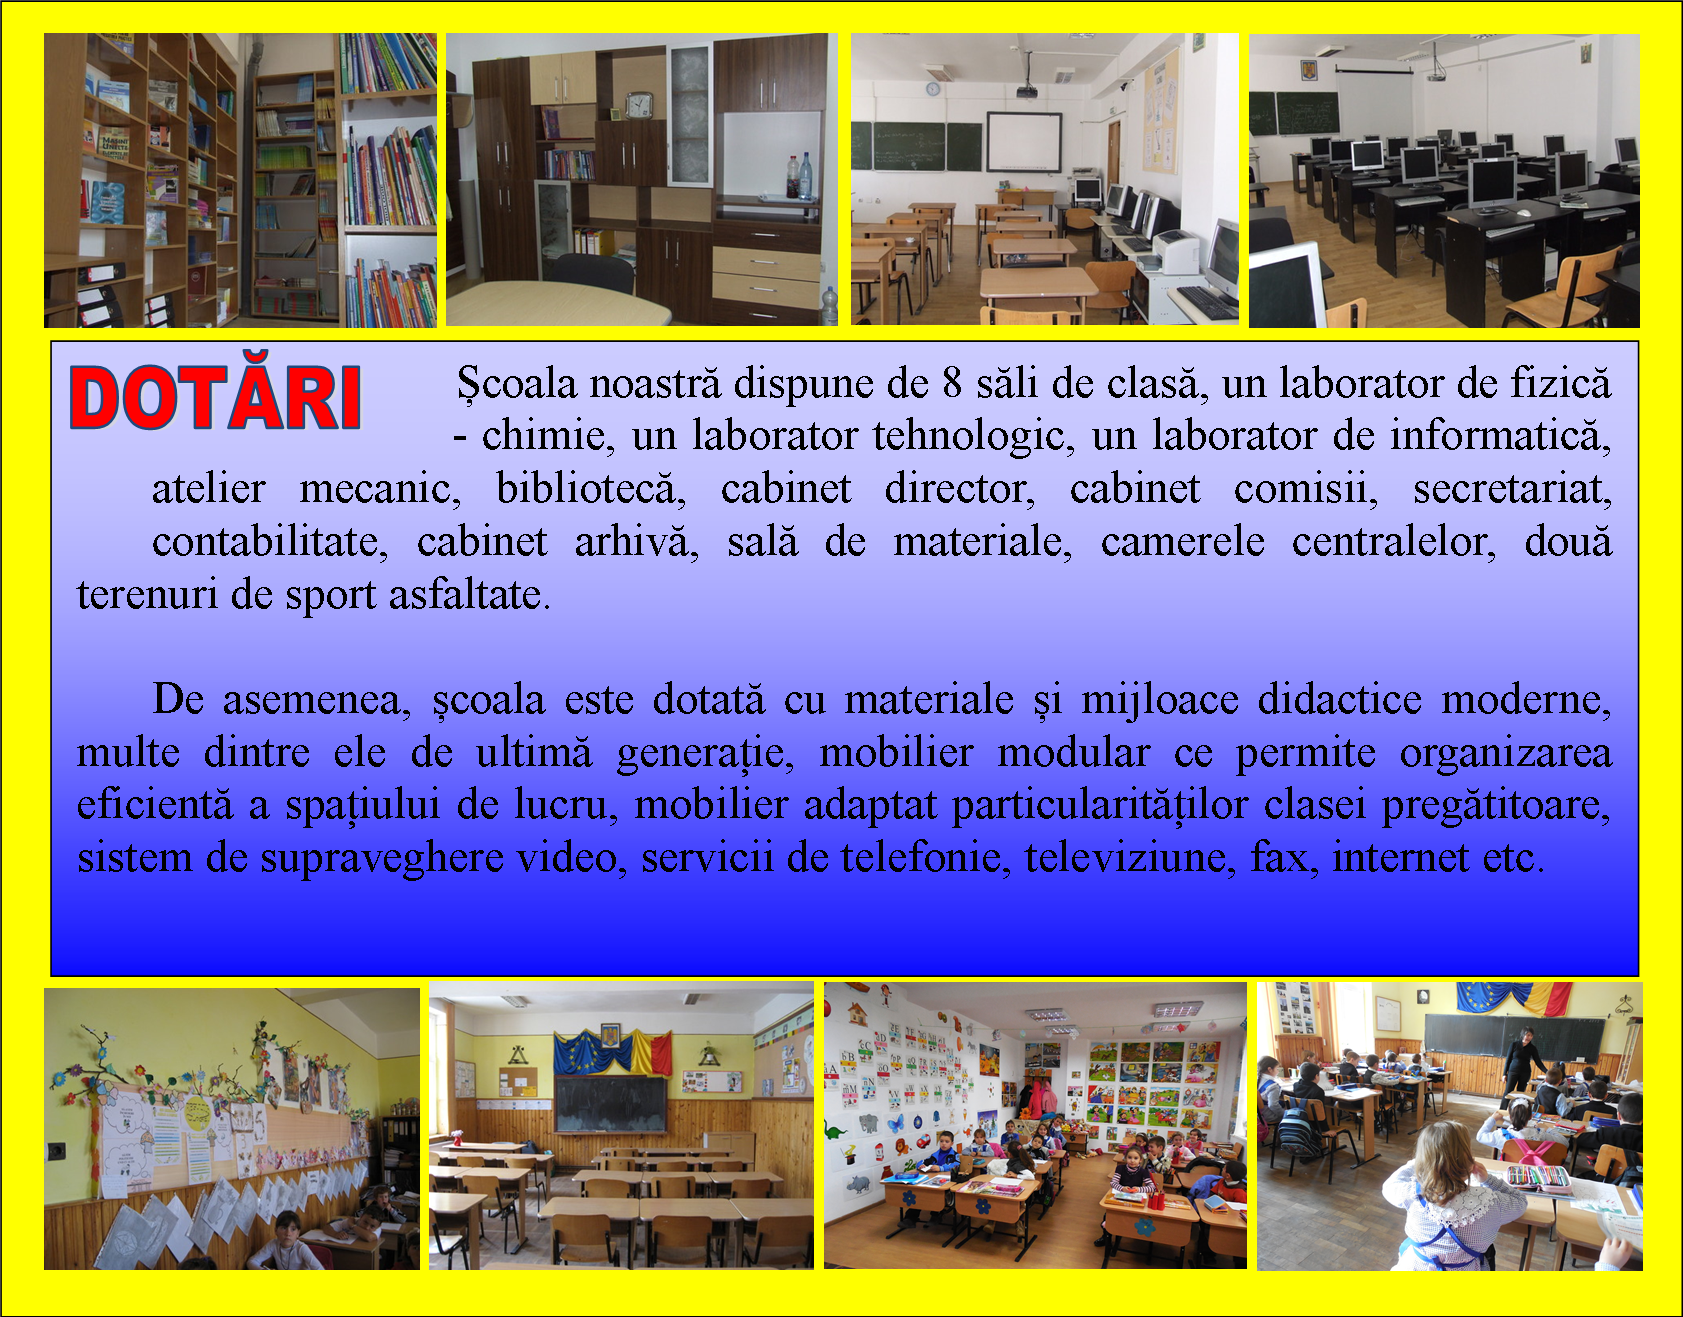 DOTĂRI
Școala noastră dispune de 8 săli de clasă, un laborator de fizică
- chimie, un laborator tehnologic, un laborator de informatică,
atelier mecanic, bibliotecă, cabinet director, cabinet comisii, secretariat,
contabilitate, cabinet arhivă, sală de materiale, camerele centralelor, două
terenuri de sport asfaltate.
De asemenea, școala este dotată cu materiale și mijloace didactice moderne,
multe dintre ele de ultimă generație, mobilier modular ce permite organizarea
eficientă a spațiului de lucru, mobilier adaptat particularităților clasei pregătitoare,
sistem de supraveghere video, servicii de telefonie, televiziune, fax, internet etc.